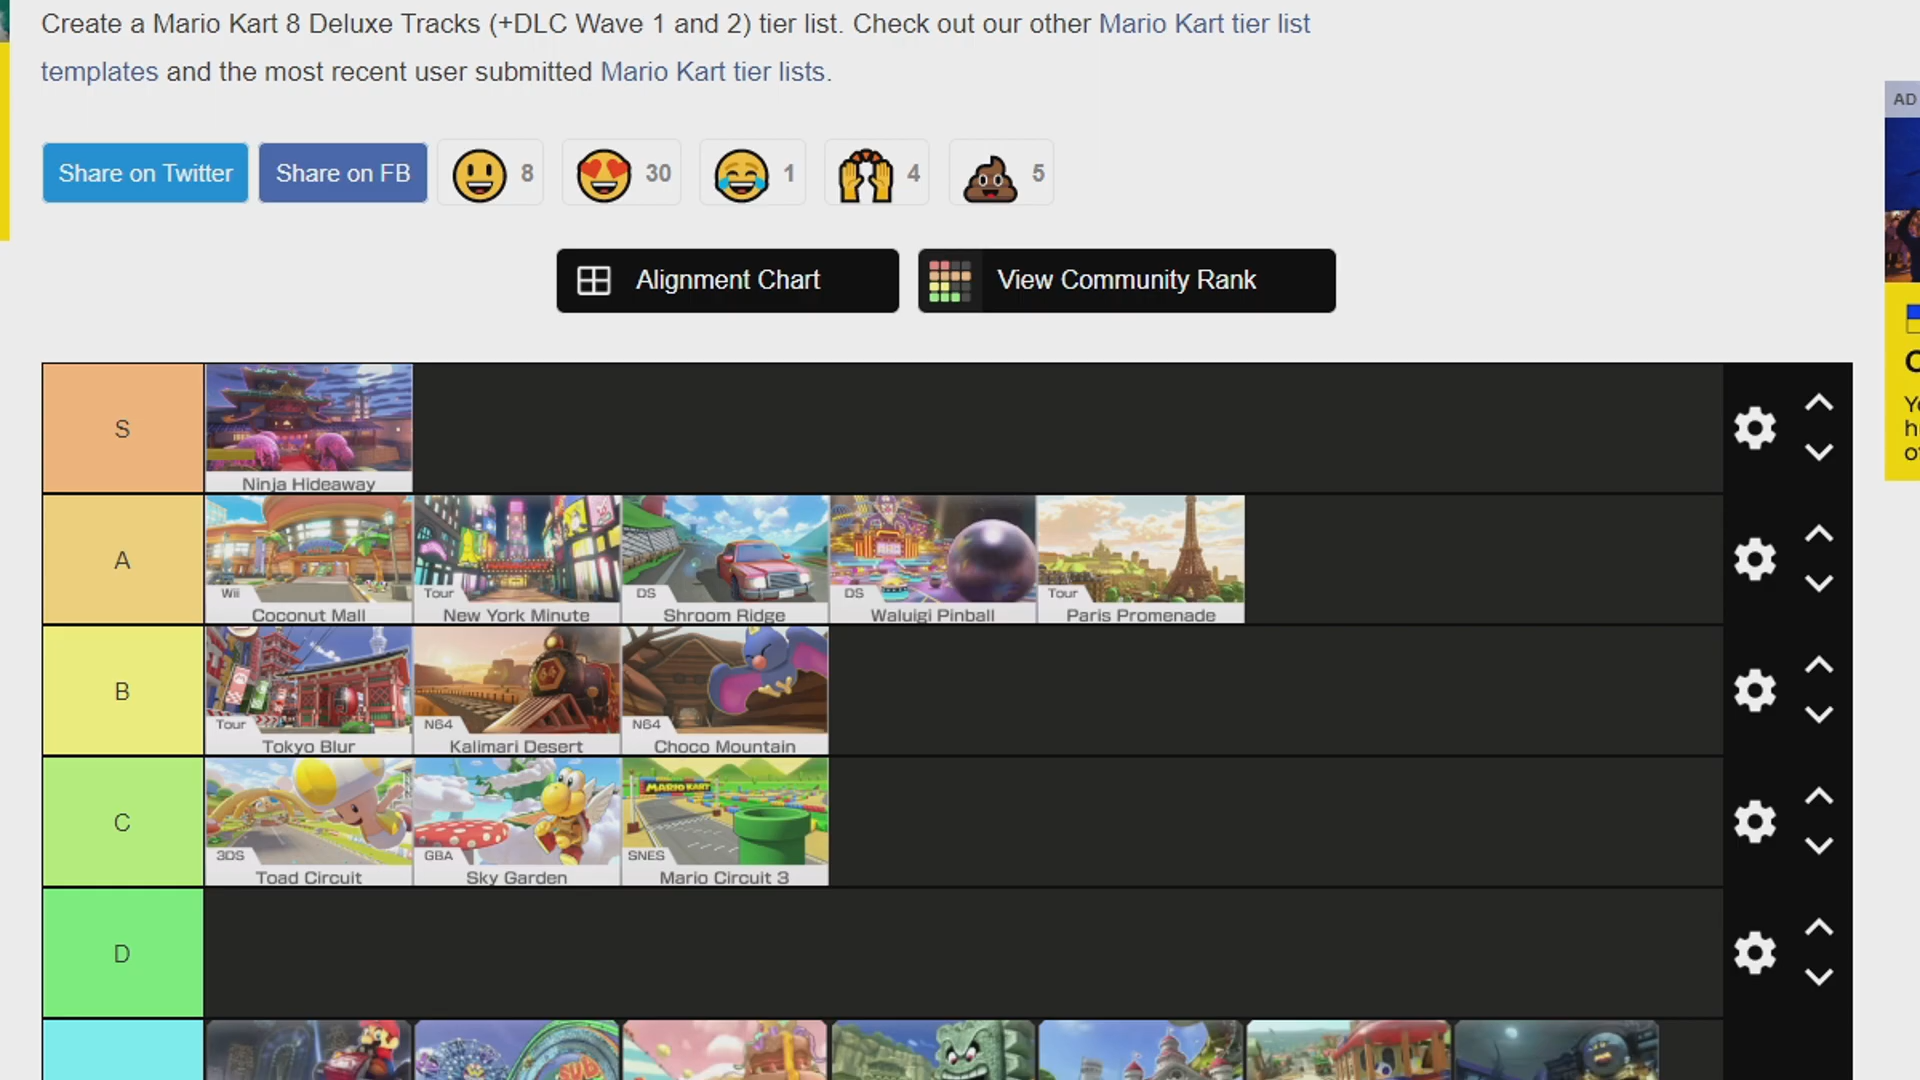 Create a Mario Kart 8 Deluxe Tracks (+DLC Wave 1 and 2) tier list. Check out our other Mario Kart tier list
templates and the most recent user submitted Mario Kart tier lists.
AD
Share on Twitter
Share on FB
8
30
1
4
5
Alignment Chart
View Community Rank
S
Ninja Hideaway
A
Wii
Coconut Mall
Tour
New York Minute
DS
Shroom Ridge
DS
Waluigi Pinball
Tour
Paris Promenade
B
Tour
Tokyo Blur
N64
Kalimari Desert
N64
Choco Mountain
C
3DS
Toad Circuit
GBA
Sky Garden
MARIO KART
SNES
Mario Circuit 3
D